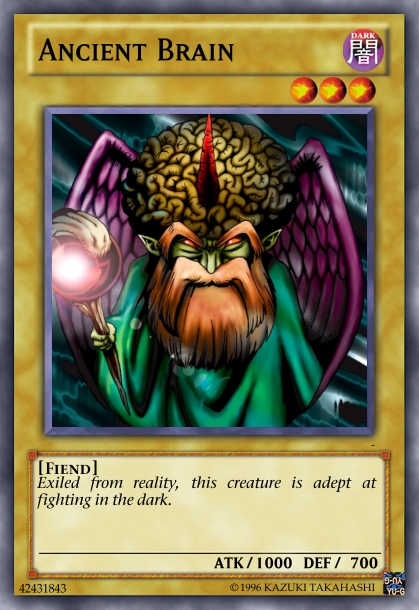 ANCIENT BRAIN
DARK
闇
[FIEND]
Exiled from reality, this creature is adept at
fighting in the dark.
ATK / 1000 DEF / 700
42431843
©1996 KAZUKI TAKAHASHI